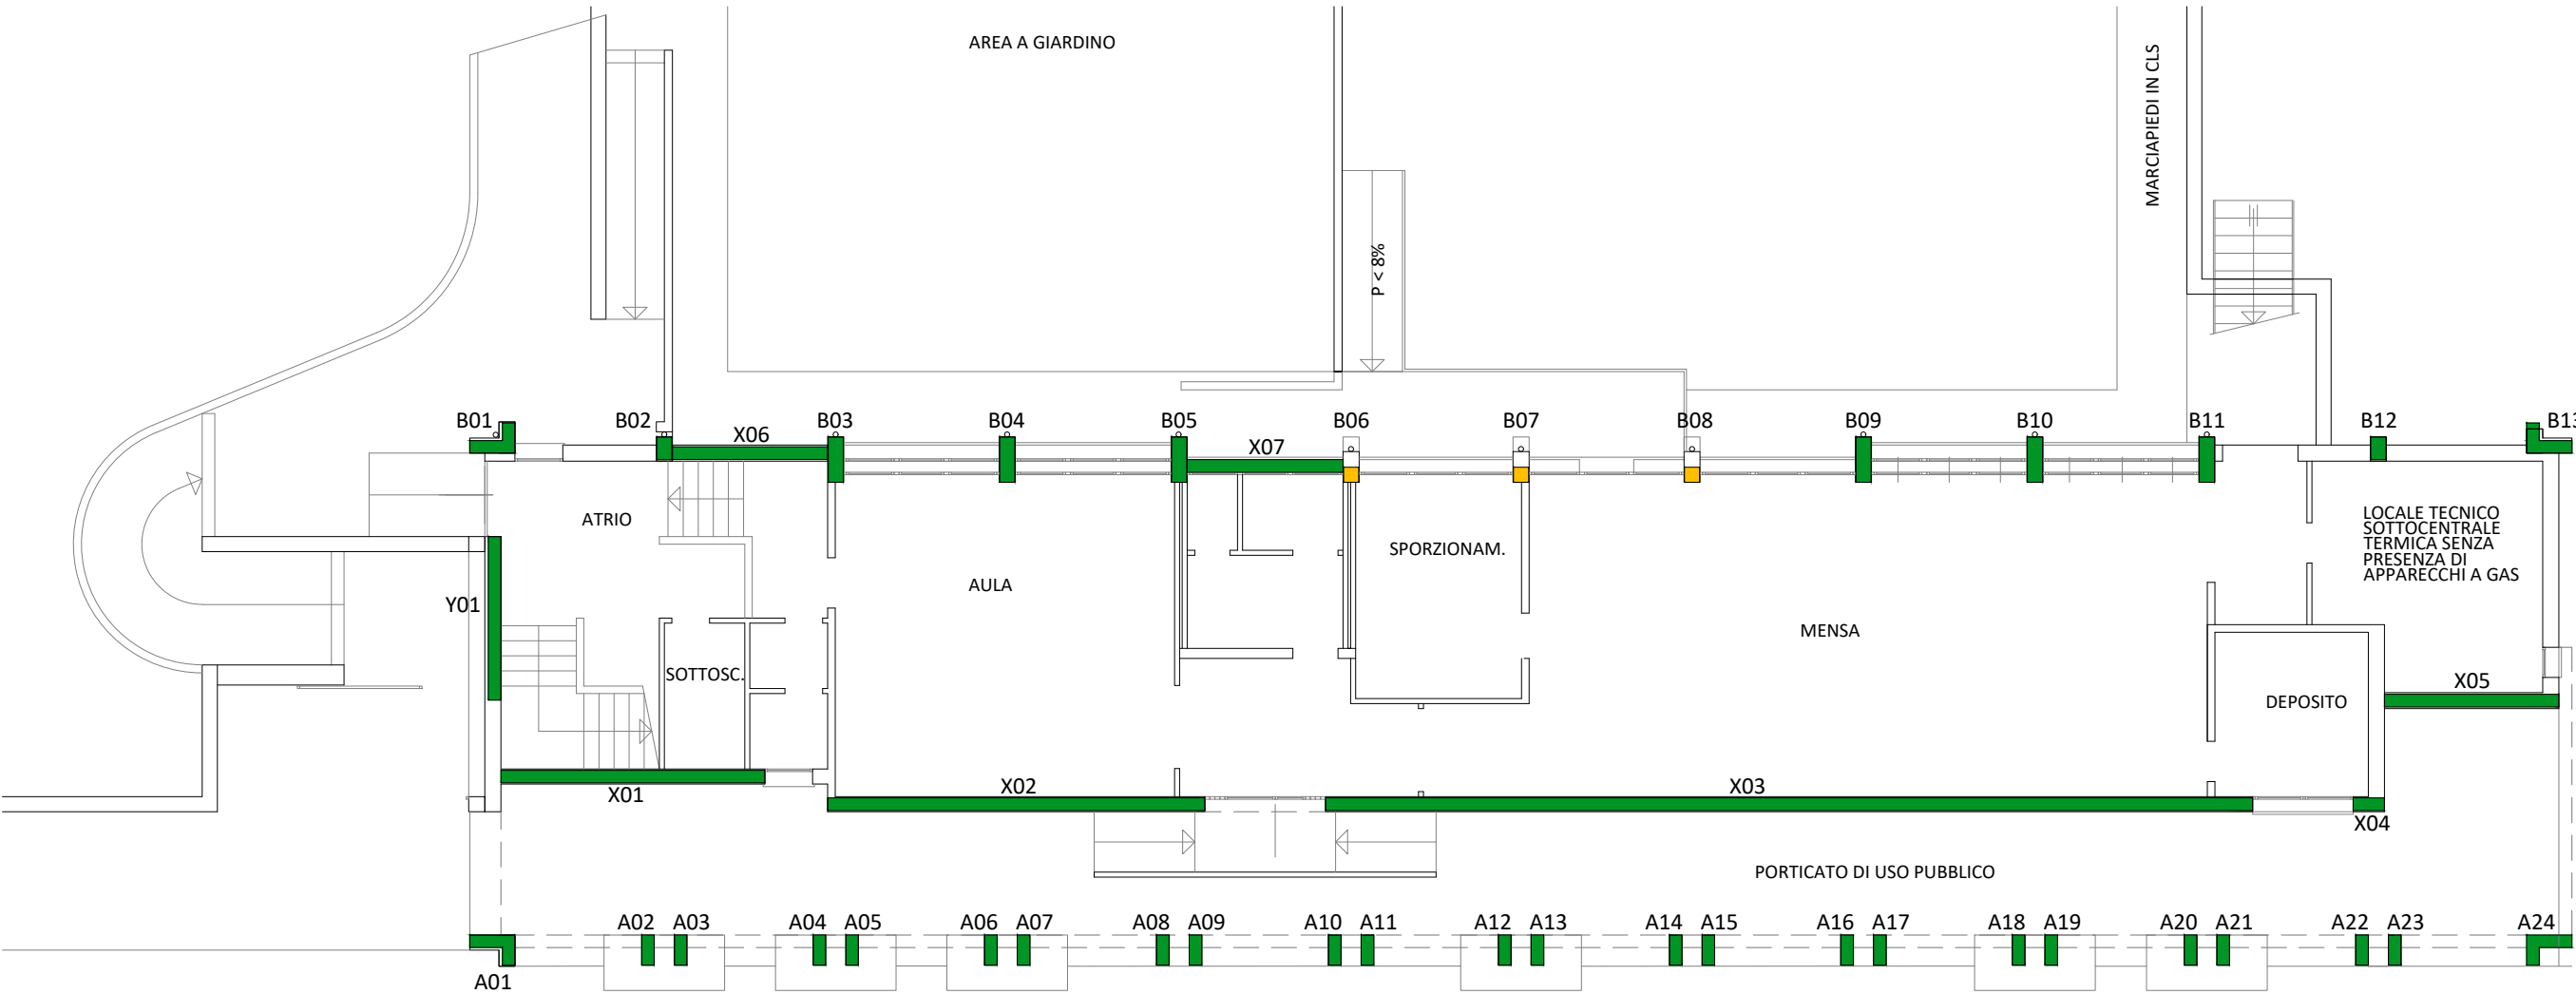 AREA A GIARDINO
MARCIAPIEDI IN CLS
P < 8%
B01
B02
X06
B03
B04
B05
X07
B06
B07
B08
B09
B10
B11
B12
B13
ATRIO
AULA
SPORZIONAM.
MENSA
LOCALE TECNICO
SOTTOCENTRALE
TERMICA SENZA
PRESENZA DI
APPARECCHI A GAS
Y01
SOTTOSC.
DEPOSITO
X05
X01
X02
X03
X04
PORTICATO DI USO PUBBLICO
A01
A02 A03
A04 A05
A06 A07
A08 A09
A10 A11
A12 A13
A14 A15
A16 A17
A18 A19
A20 A21
A22 A23
A24